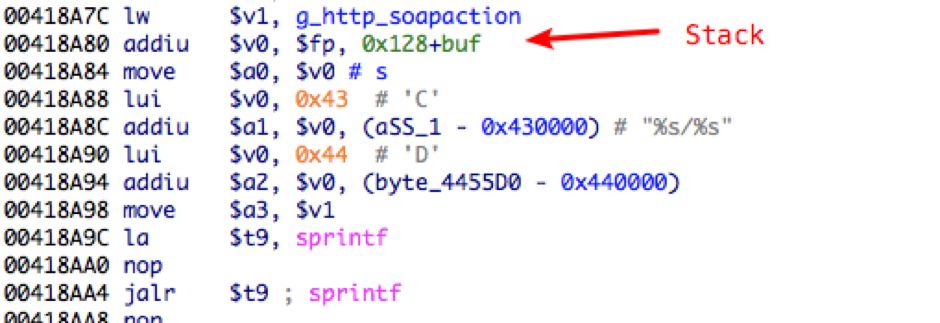 00418A7C lw $v1, g_http_soapaction
00418A80 addiu $v0, $fp, 0x128+buf Stack
00418A84 move $a0, $v0 # s
00418A88 lui $v0, 0x43 # 'C'
00418A8C addiu $a1, $v0, (aSS_1 - 0x430000) # "%s/%s"
00418A90 lui $v0, 0x44 # 'D'
00418A94 addiu $a2, $v0, (byte_4455D0 - 0x440000)
00418A98 move $a3, $v1
00418A9C la $t9, sprintf
00418AA0 nop
00418AA4 jalr $t9 ; sprintf
00418AA8 nop